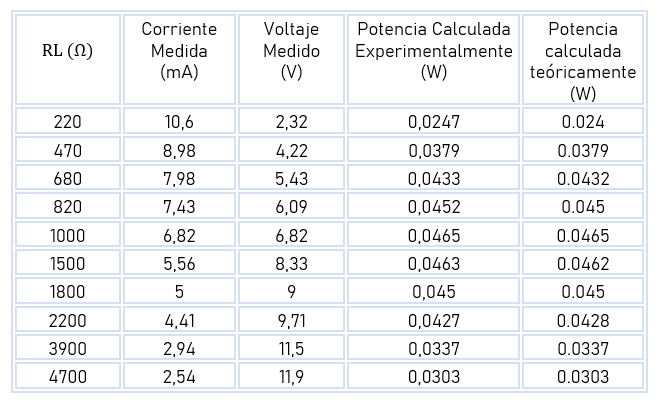 RL (Ω) Corriente Medida (mA) Voltaje Medido (V) Potencia Calculada Experimentalmente (W) Potencia calculada teóricamente (W)
220 10,6 2,32 0,0247 0.024
470 8,98 4,22 0,0379 0.0379
680 7,98 5,43 0,0433 0.0432
820 7,43 6,09 0,0452 0.045
1000 6,82 6,82 0,0465 0.0465
1500 5,56 8,33 0,0463 0.0462
1800 5 9 0,045 0.045
2200 4,41 9,71 0,0427 0.0428
3900 2,94 11,5 0,0337 0.0337
4700 2,54 11,9 0,0303 0.0303